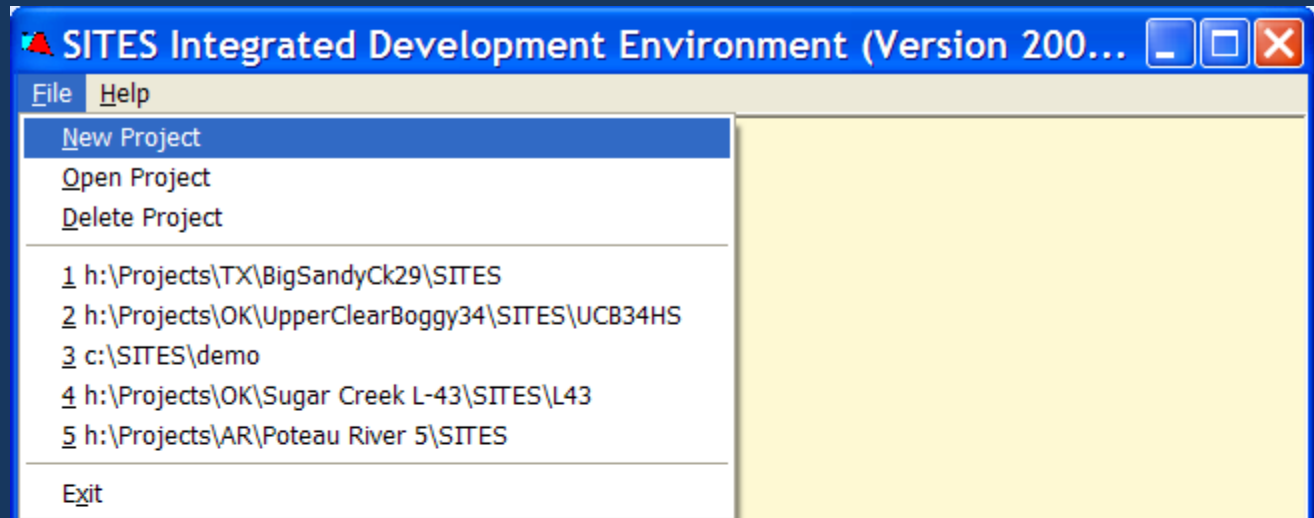 SITES Integrated Development Environment (Version 200...
File Help
New Project
Open Project
Delete Project
1 h:\Projects\TX\BigSandyCk29\SITES
2 h:\Projects\OK\UpperClearBoggy34\SITES\UCB34HS
3 c:\SITES\demo
4 h:\Projects\OK\Sugar Creek L-43\SITES\L43
5 h:\Projects\AR\Poteau River 5\SITES
Exit